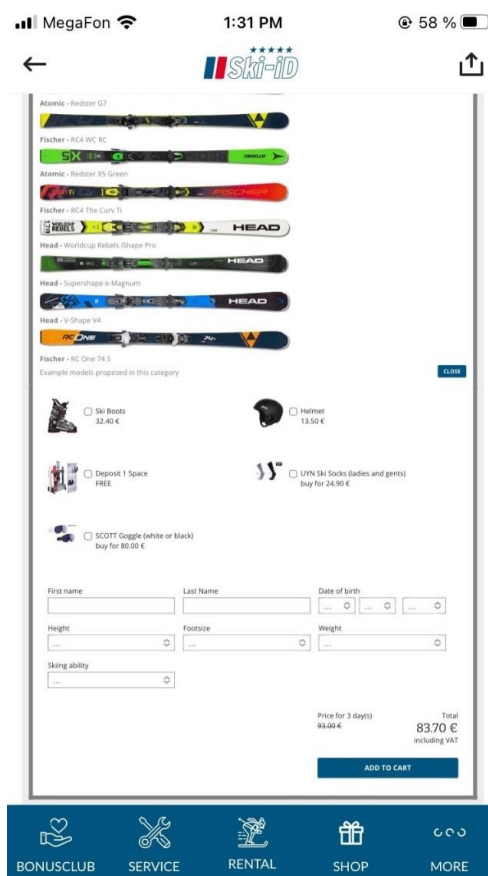 MegaFon
1:31 PM
58 %
Ski-iD
Atomic - Redster G7
Fischer - RC4 WC RC
Atomic - Redster X5 Green
FISCHER
Fischer - RC4 The Curv Ti
WORLDCUP REBELS
HEAD
Head - Worldcup Rebels iShape Pro
HEAD
Head - Supershape e-Magnum
HEAD
Head - V-Shape V4
RC ONE
Fischer - RC One 74 S
Example models proposed in this category
CLOSE
Ski Boots
32.40 €
Helmet
13.50 €
Deposit 1 Space
FREE
UYN Ski Socks (ladies and gents)
buy for 24.90 €
SCOTT Goggle (white or black)
buy for 80.00 €
First name
Last Name
Date of birth
... ... ...
Height
Footsize
Weight
... ... ...
Skiing ability
...
Price for 3 day(s)
Total
93.00 €
83.70 €
including VAT
ADD TO CART
BONUSCLUB
SERVICE
RENTAL
SHOP
MORE